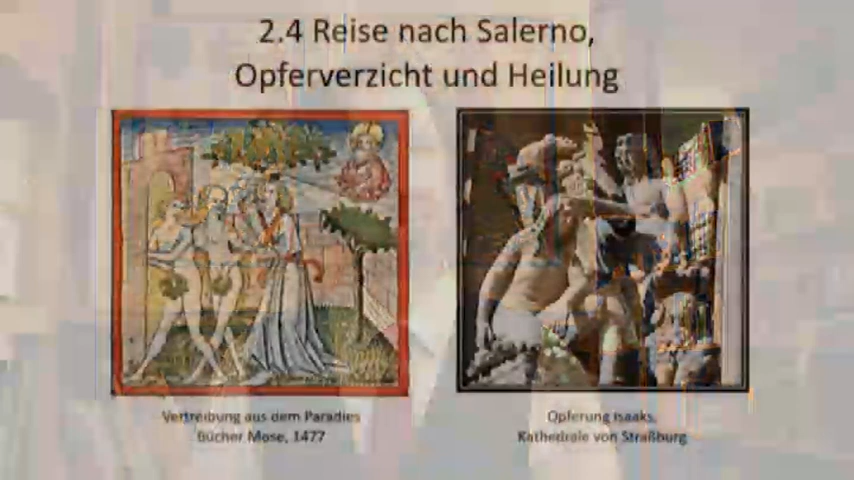 2.4 Reise nach Salerno,
Opferverzicht und Heilung
Vertreibung aus dem Paradies
Bücher Mose, 1477
Opferung Isaaks,
Kathedrale von Straßburg